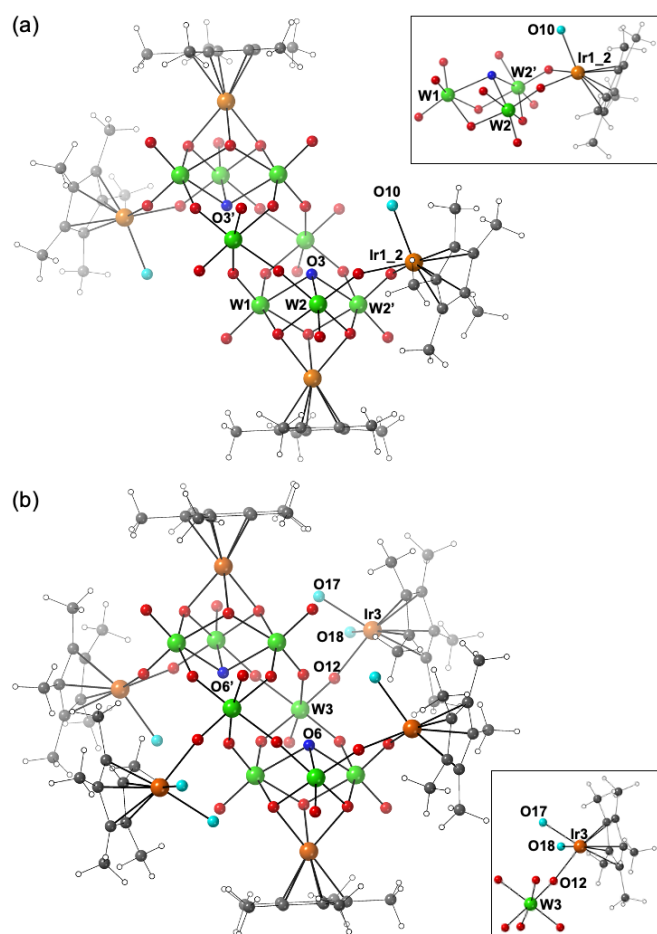 (a)
O10
W2'
Ir1_2
W1
W2
O10
O3'
O3
Ir1_2
W1
W2
W2'
(b)
O17
Ir3
O18
O12
O6'
W3
O6
O17
Ir3
O18
O12
W3